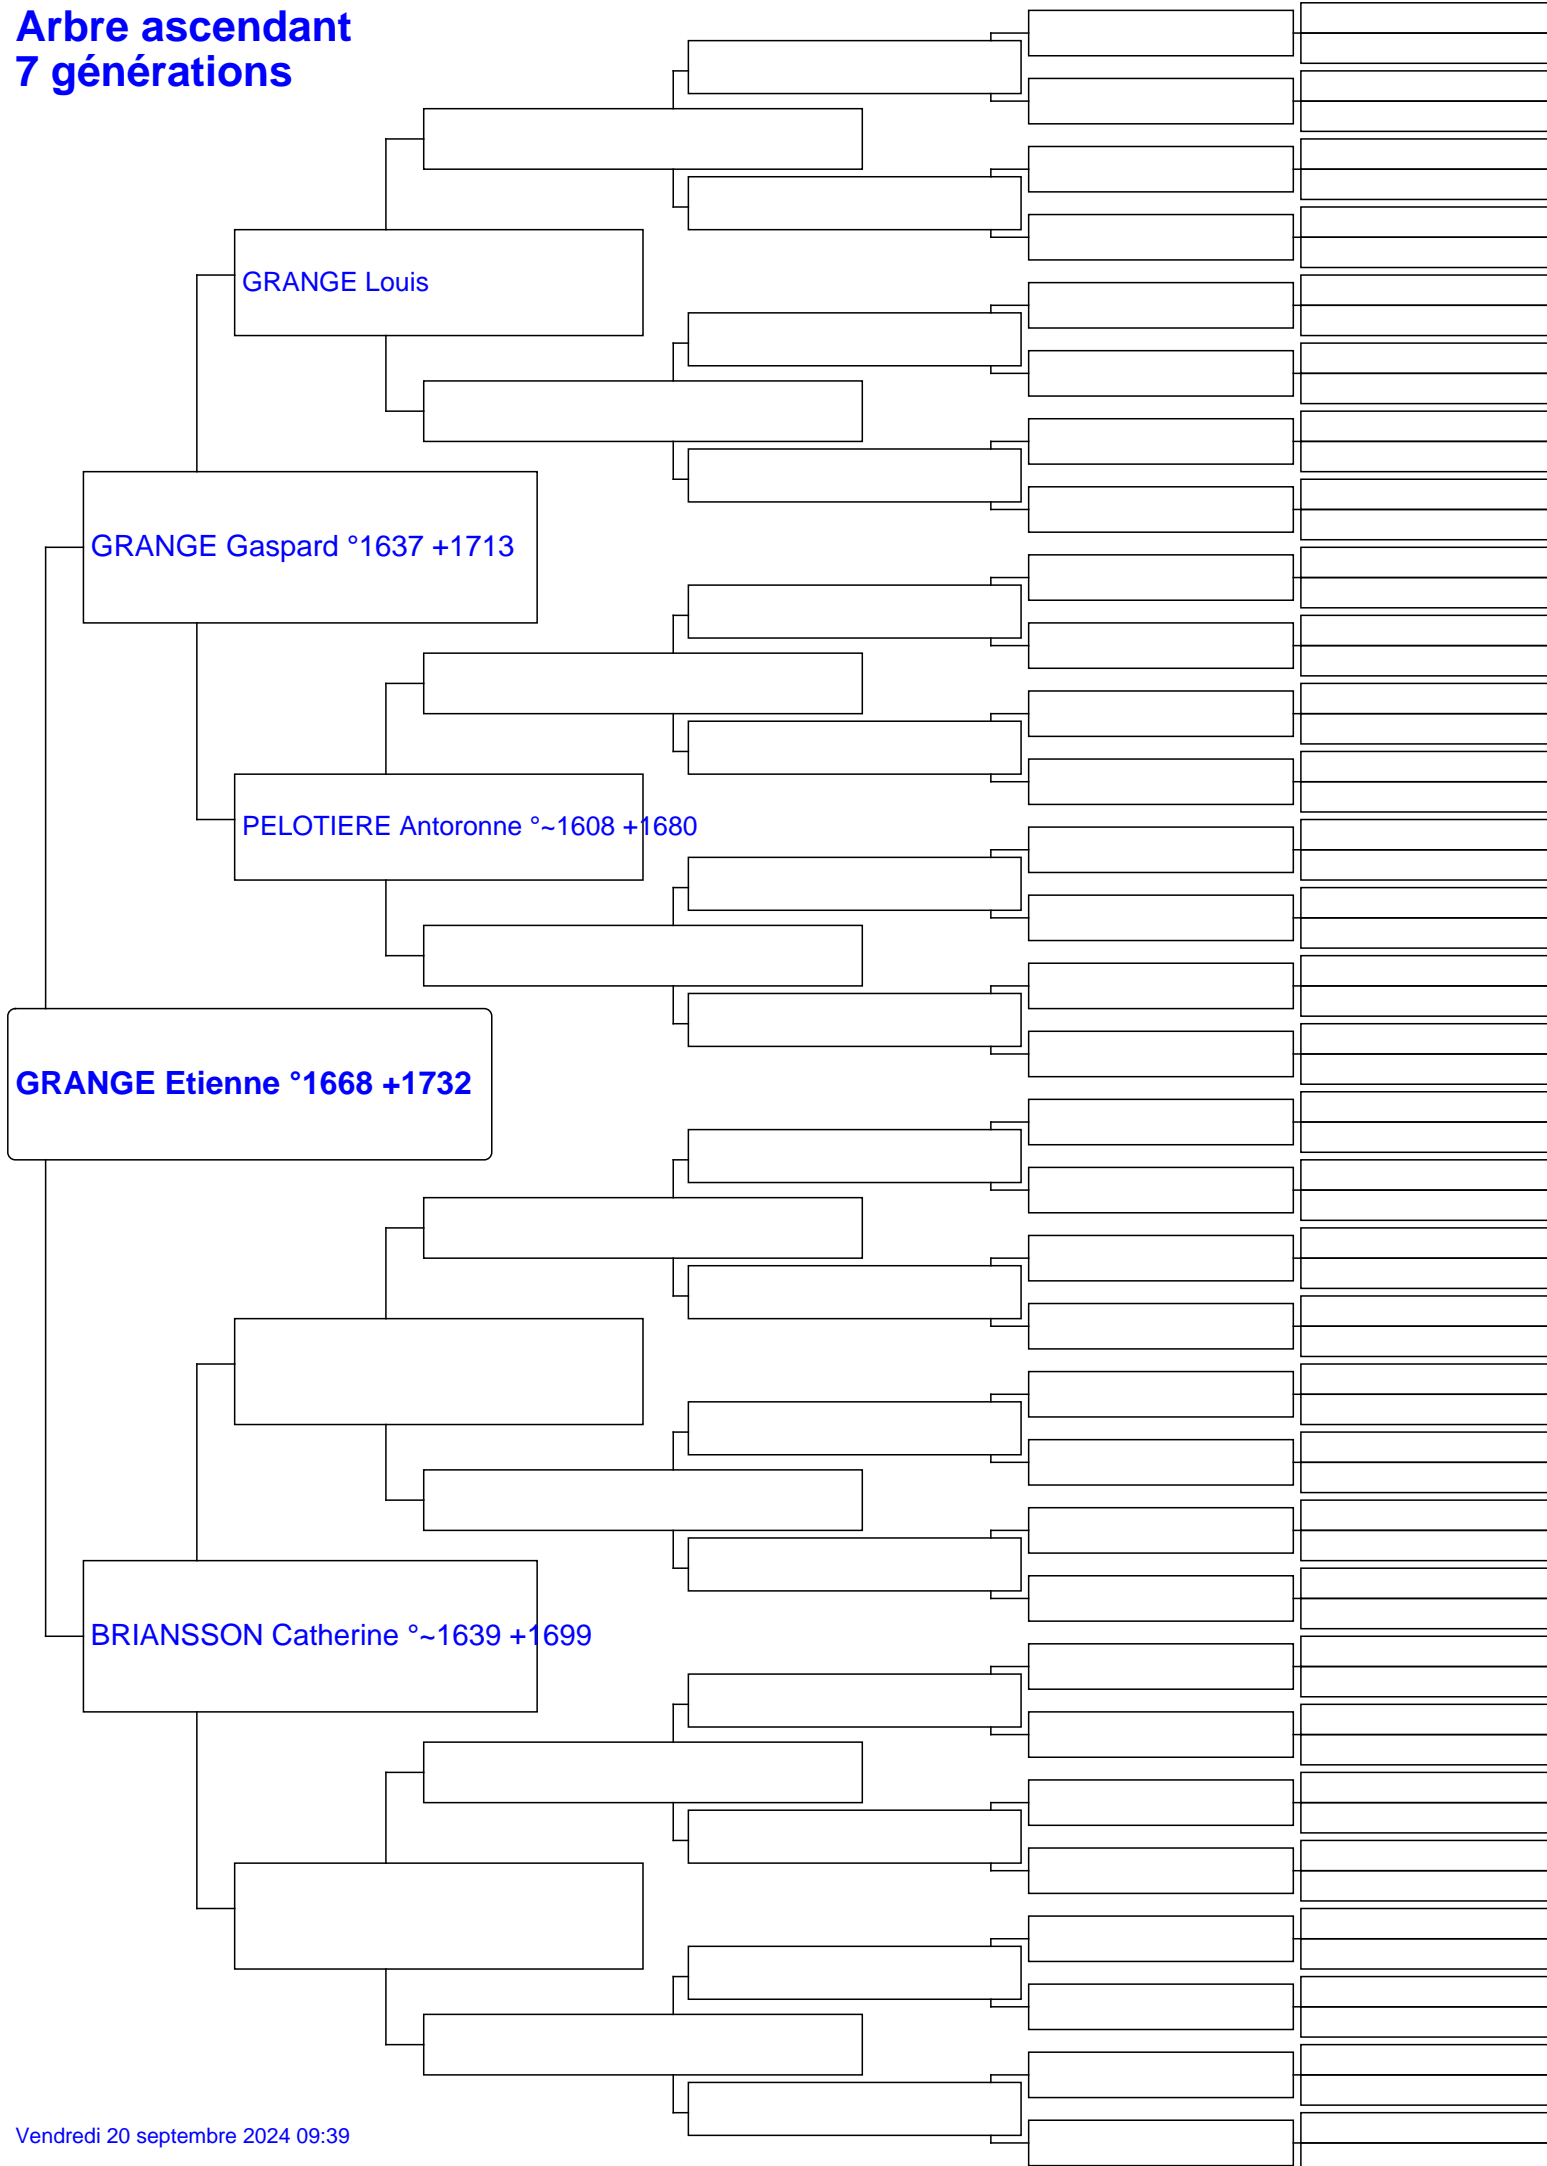 Arbre ascendant
7 générations
GRANGE Louis
GRANGE Gaspard °1637 +1713
PELOTIERE Antoronne °~1608 +1680
GRANGE Etienne °1668 +1732
BRIANSSON Catherine °~1639 +1699
Vendredi 20 septembre 2024 09:39